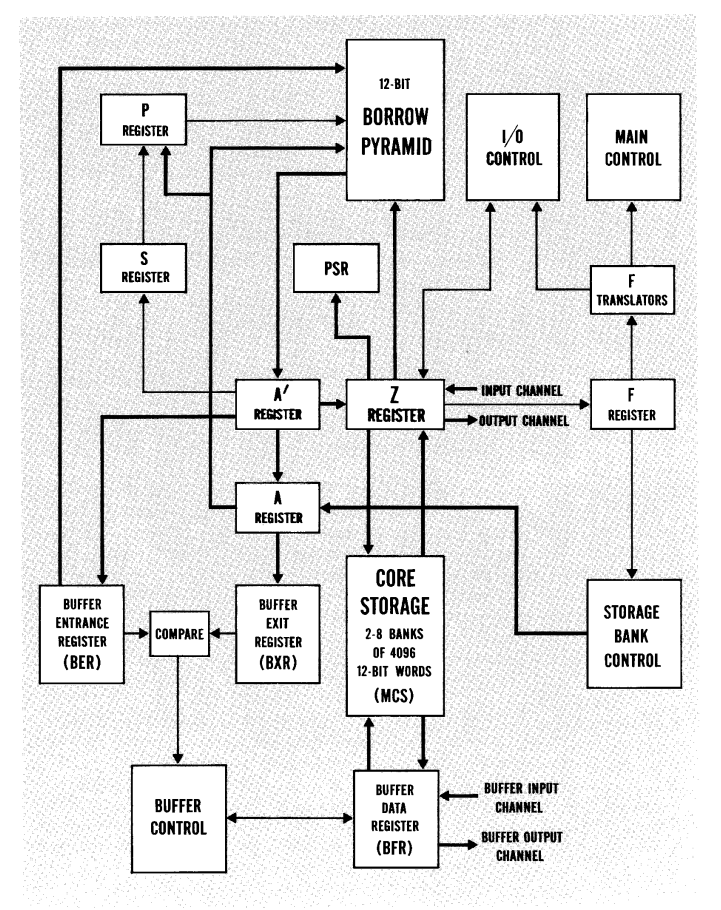 12-BIT
BORROW
PYRAMID
P
REGISTER
I/O
CONTROL
MAIN
CONTROL
S
REGISTER
PSR
F
TRANSLATORS
A′
REGISTER
Z
REGISTER
INPUT CHANNEL
OUTPUT CHANNEL
F
REGISTER
A
REGISTER
BUFFER
ENTRANCE
REGISTER
(BER)
COMPARE
BUFFER
EXIT
REGISTER
(BXR)
CORE
STORAGE
2-8 BANKS
OF 4096
12-BIT WORDS
(MCS)
STORAGE
BANK
CONTROL
BUFFER
CONTROL
BUFFER
DATA
REGISTER
(BFR)
BUFFER INPUT
CHANNEL
BUFFER OUTPUT
CHANNEL